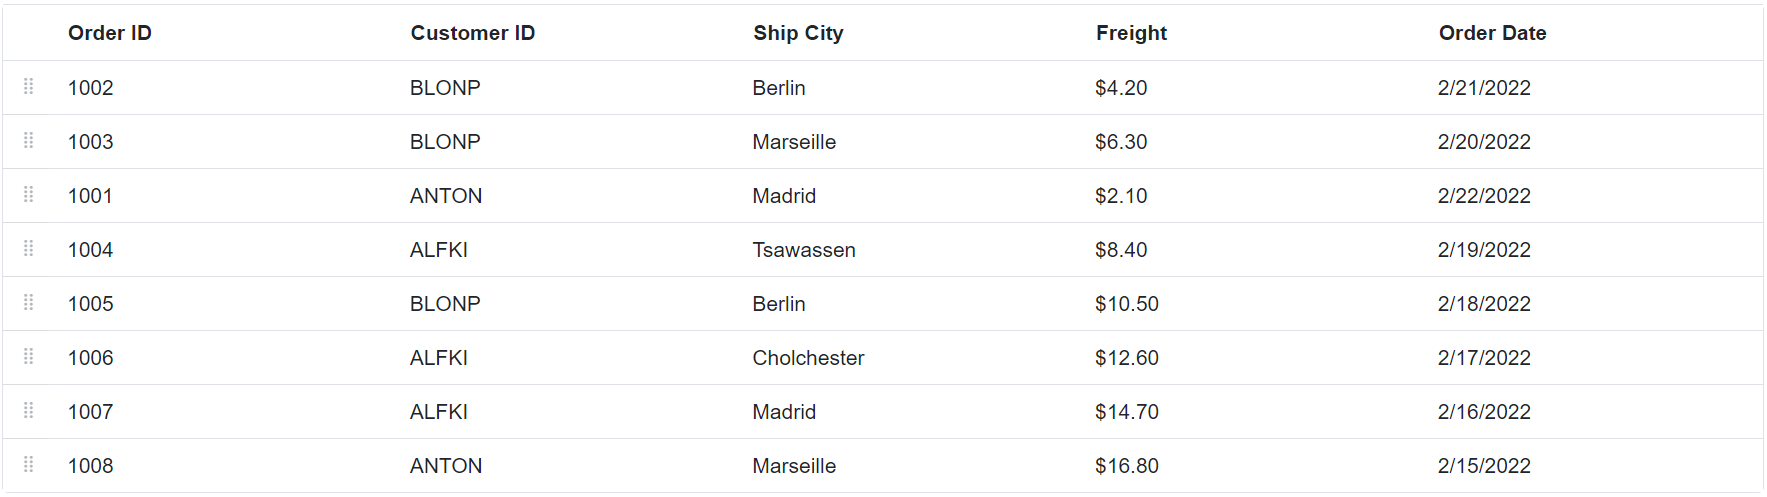 Order ID Customer ID Ship City Freight Order Date
1002 BLONP Berlin $4.20 2/21/2022
1003 BLONP Marseille $6.30 2/20/2022
1001 ANTON Madrid $2.10 2/22/2022
1004 ALFKI Tsawassen $8.40 2/19/2022
1005 BLONP Berlin $10.50 2/18/2022
1006 ALFKI Cholchester $12.60 2/17/2022
1007 ALFKI Madrid $14.70 2/16/2022
1008 ANTON Marseille $16.80 2/15/2022